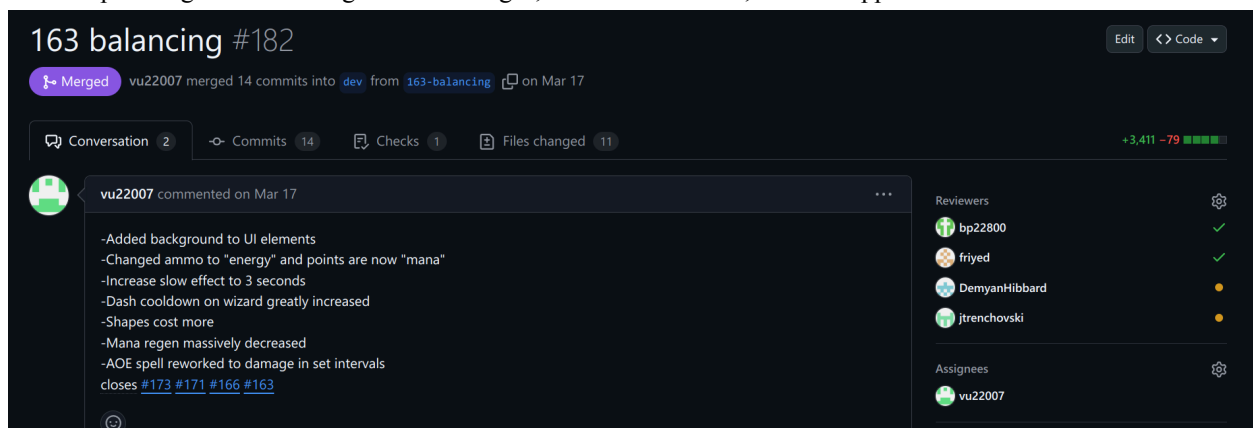 163 balancing #182
Edit
<> Code
Merged
vu22007 merged 14 commits into dev from 163-balancing on Mar 17
Conversation 2
Commits 14
Checks 1
Files changed 11
+3,411 −79
vu22007 commented on Mar 17
...
-Added background to UI elements
-Changed ammo to "energy" and points are now "mana"
-Increase slow effect to 3 seconds
-Dash cooldown on wizard greatly increased
-Shapes cost more
-Mana regen massively decreased
-AOE spell reworked to damage in set intervals
closes #173 #171 #166 #163
Reviewers
bp22800
friyed
DemyanHibbard
jtrenchovski
Assignees
vu22007